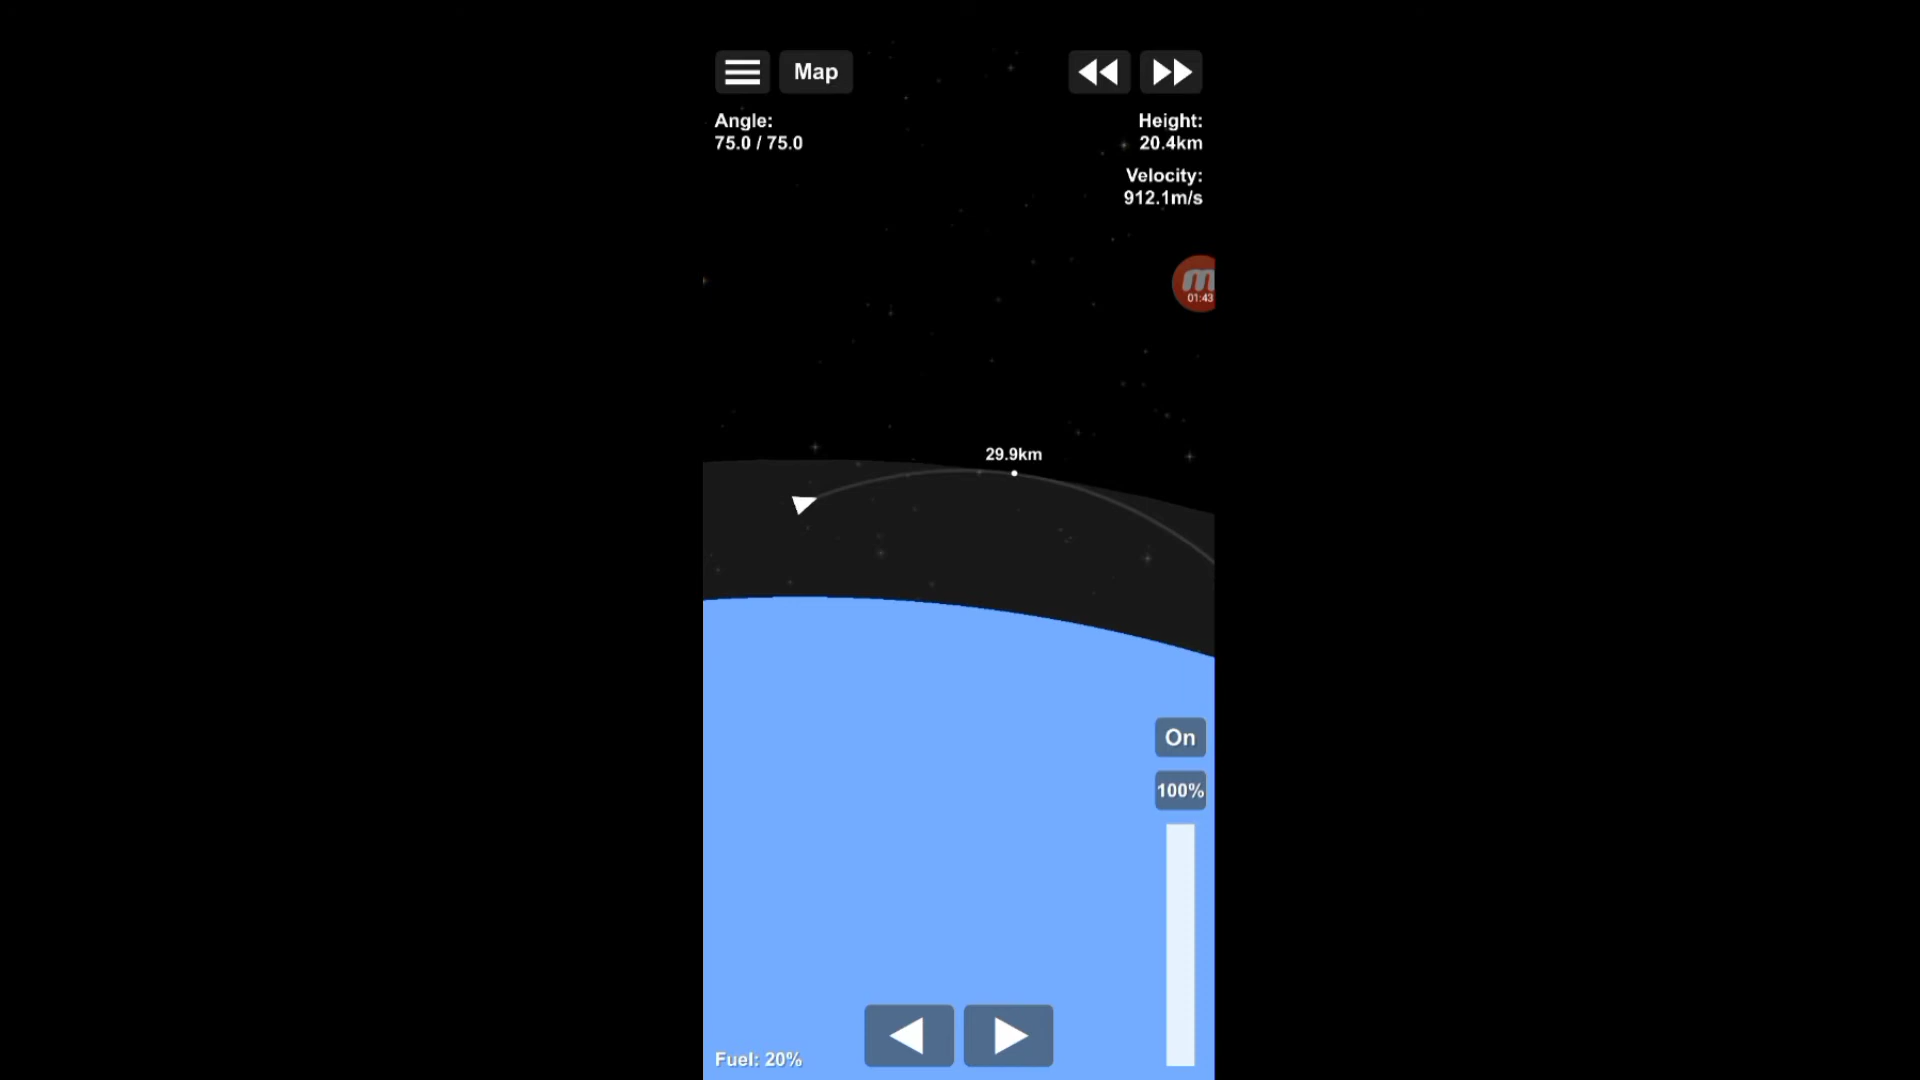 Map
Angle:
75.0 / 75.0
Height:
20.4km
Velocity:
912.1m/s
m
01:43
29.9km
On
100%
Fuel: 20%